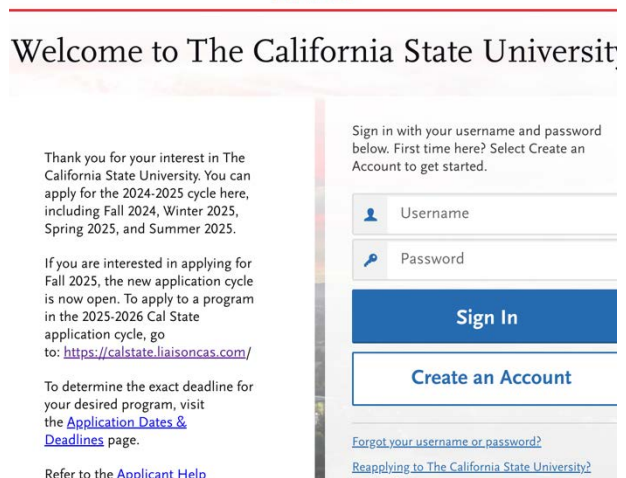 Welcome to The California State University
Thank you for your interest in The
California State University. You can
apply for the 2024-2025 cycle here,
including Fall 2024, Winter 2025,
Spring 2025, and Summer 2025.
If you are interested in applying for
Fall 2025, the new application cycle
is now open. To apply to a program
in the 2025-2026 Cal State
application cycle, go
to: https://calstate.liaisoncas.com/
To determine the exact deadline for
your desired program, visit
the Application Dates &
Deadlines page.
Refer to the Applicant Help
Sign in with your username and password
below. First time here? Select Create an
Account to get started.
Username
Password
Sign In
Create an Account
Forgot your username or password?
Reapplying to The California State University?